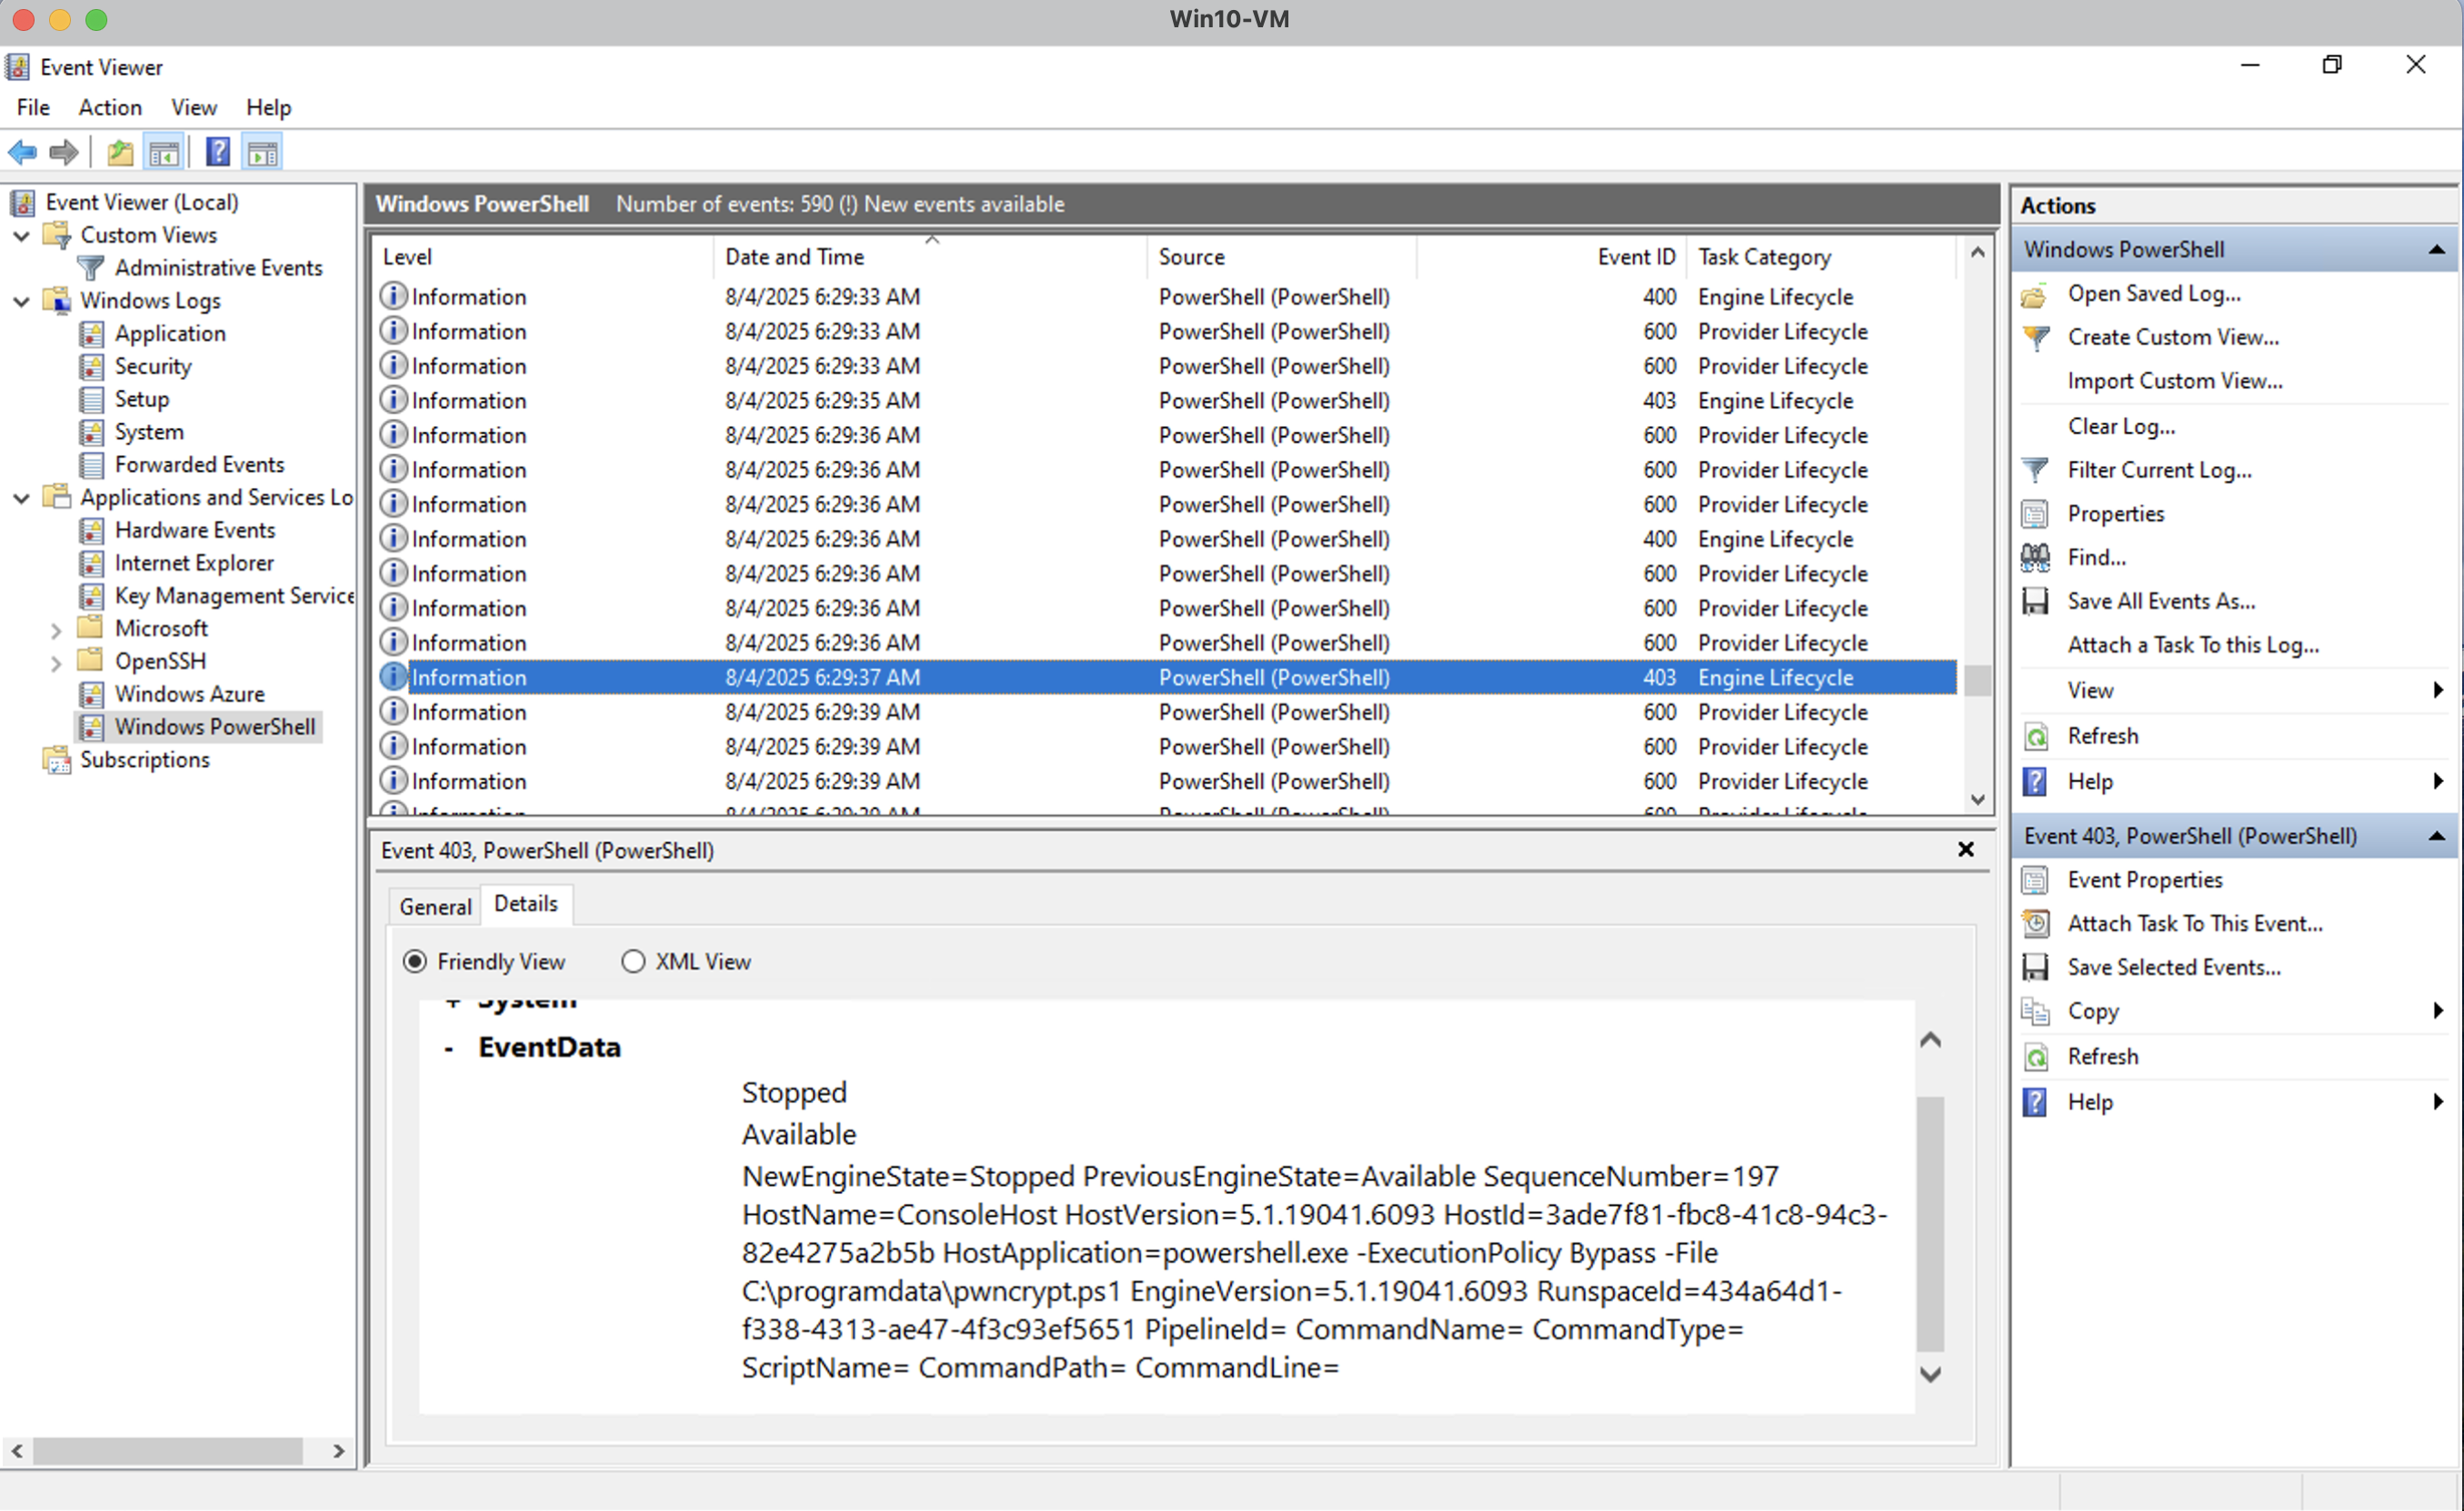 Win10-VM
Event Viewer
File Action View Help
Event Viewer (Local)
Custom Views
Administrative Events
Windows Logs
Application
Security
Setup
System
Forwarded Events
Applications and Services Lo
Hardware Events
Internet Explorer
Key Management Service
Microsoft
OpenSSH
Windows Azure
Windows PowerShell
Subscriptions
Windows PowerShell Number of events: 590 (!) New events available
Level Date and Time Source Event ID Task Category
Information 8/4/2025 6:29:33 AM PowerShell (PowerShell) 400 Engine Lifecycle
Information 8/4/2025 6:29:33 AM PowerShell (PowerShell) 600 Provider Lifecycle
Information 8/4/2025 6:29:33 AM PowerShell (PowerShell) 600 Provider Lifecycle
Information 8/4/2025 6:29:35 AM PowerShell (PowerShell) 403 Engine Lifecycle
Information 8/4/2025 6:29:36 AM PowerShell (PowerShell) 600 Provider Lifecycle
Information 8/4/2025 6:29:36 AM PowerShell (PowerShell) 600 Provider Lifecycle
Information 8/4/2025 6:29:36 AM PowerShell (PowerShell) 600 Provider Lifecycle
Information 8/4/2025 6:29:36 AM PowerShell (PowerShell) 400 Engine Lifecycle
Information 8/4/2025 6:29:36 AM PowerShell (PowerShell) 600 Provider Lifecycle
Information 8/4/2025 6:29:36 AM PowerShell (PowerShell) 600 Provider Lifecycle
Information 8/4/2025 6:29:36 AM PowerShell (PowerShell) 600 Provider Lifecycle
Information 8/4/2025 6:29:37 AM PowerShell (PowerShell) 403 Engine Lifecycle
Information 8/4/2025 6:29:39 AM PowerShell (PowerShell) 600 Provider Lifecycle
Information 8/4/2025 6:29:39 AM PowerShell (PowerShell) 600 Provider Lifecycle
Information 8/4/2025 6:29:39 AM PowerShell (PowerShell) 600 Provider Lifecycle
Information 8/4/2025 6:29:39 AM PowerShell (PowerShell) 600 Provider Lifecycle
Event 403, PowerShell (PowerShell)
General Details
Friendly View XML View
+ System
- EventData
Stopped
Available
NewEngineState=Stopped PreviousEngineState=Available SequenceNumber=197
HostName=ConsoleHost HostVersion=5.1.19041.6093 HostId=3ade7f81-fbc8-41c8-94c3-
82e4275a2b5b HostApplication=powershell.exe -ExecutionPolicy Bypass -File
C:\programdata\pwncrypt.ps1 EngineVersion=5.1.19041.6093 RunspaceId=434a64d1-
f338-4313-ae47-4f3c93ef5651 PipelineId= CommandName= CommandType=
ScriptName= CommandPath= CommandLine=
Actions
Windows PowerShell
Open Saved Log...
Create Custom View...
Import Custom View...
Clear Log...
Filter Current Log...
Properties
Find...
Save All Events As...
Attach a Task To this Log...
View
Refresh
Help
Event 403, PowerShell (PowerShell)
Event Properties
Attach Task To This Event...
Save Selected Events...
Copy
Refresh
Help